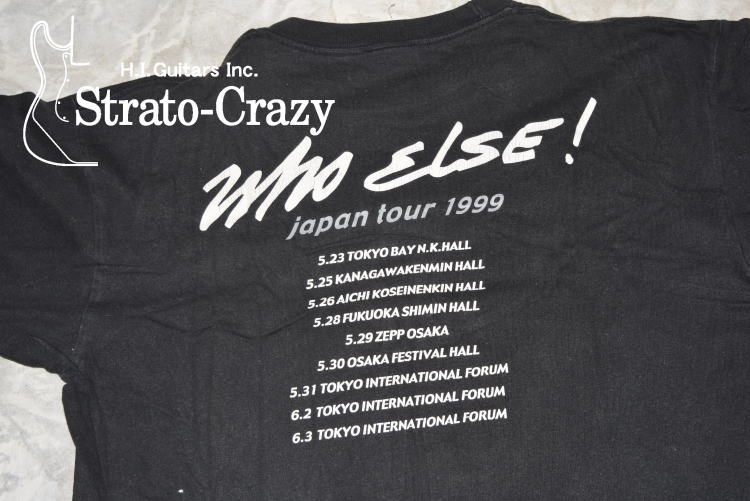 H.I.Guitars Inc.
Strato-Crazy
Who ELSE!
japan tour 1999
5.23 TOKYO BAY N.K.HALL
5.25 KANAGAWAKENMIN HALL
5.26 AICHI KOSEINENKIN HALL
5.28 FUKUOKA SHIMIN HALL
5.29 ZEPP OSAKA
5.30 OSAKA FESTIVAL HALL
5.31 TOKYO INTERNATIONAL FORUM
6.2 TOKYO INTERNATIONAL FORUM
6.3 TOKYO INTERNATIONAL FORUM